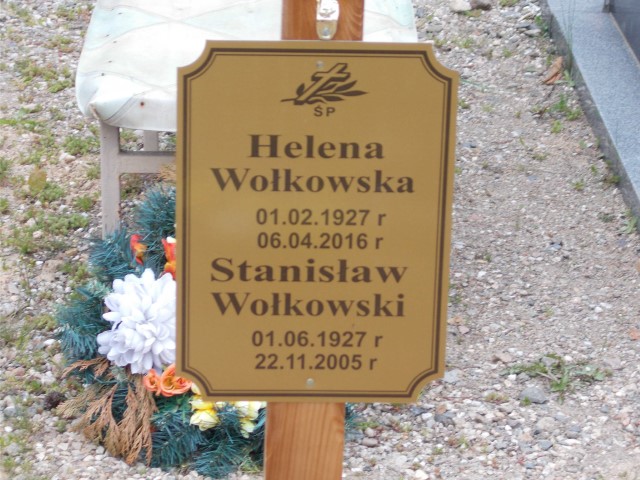 ŚP
Helena
Wołkowska
01.02.1927 r
06.04.2016 r
Stanisław
Wołkowski
01.06.1927 r
22.11.2005 r